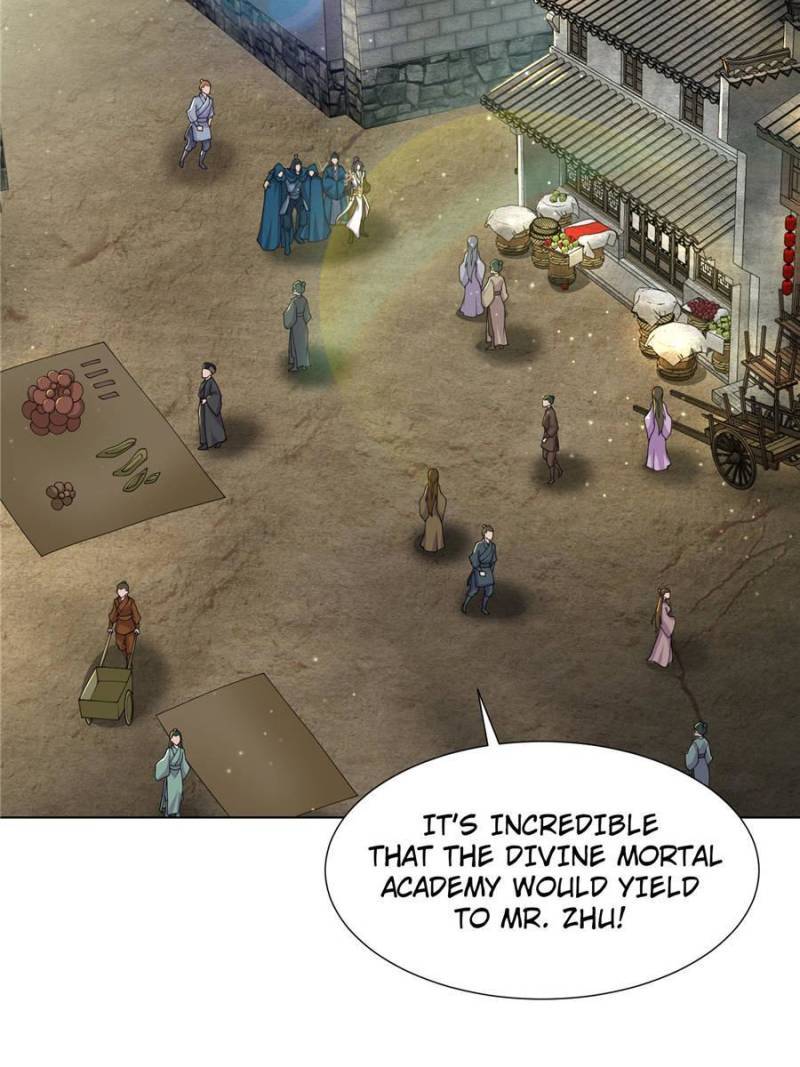 IT'S INCREDIBLE
THAT THE DIVINE MORTAL
ACADEMY WOULD YIELD
TO MR. ZHU!